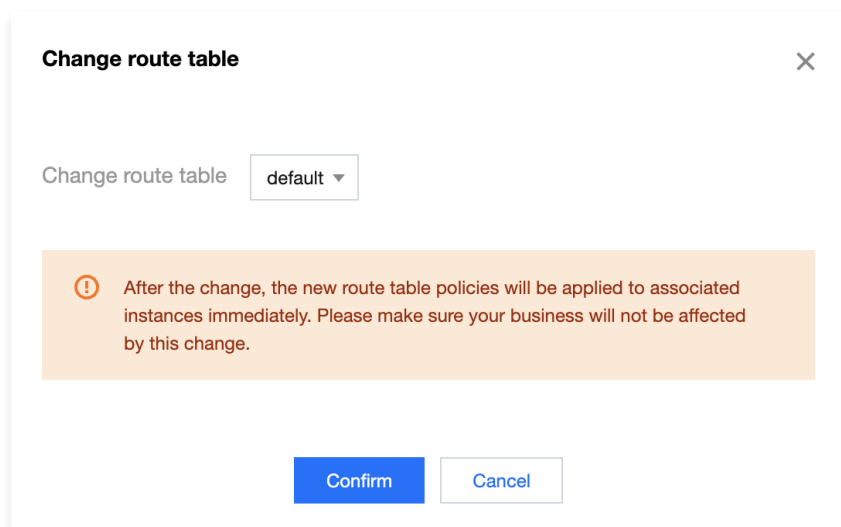 Change route table
Change route table default
After the change, the new route table policies will be applied to associated
instances immediately. Please make sure your business will not be affected
by this change.
Confirm Cancel